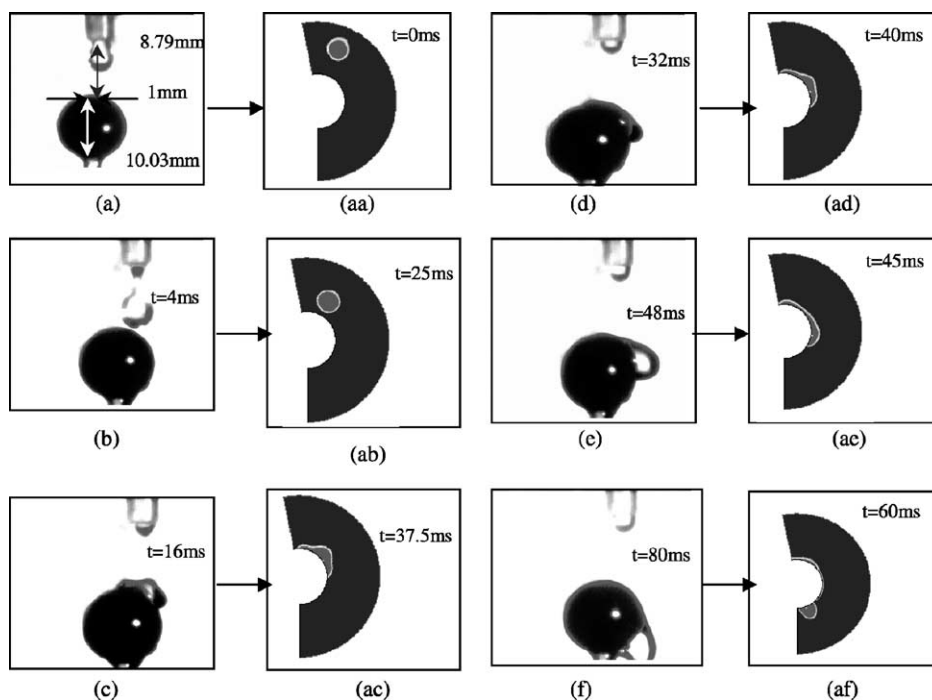 8.79mm
1mm
10.03mm
(a)
t=0ms
(aa)
t=32ms
(d)
t=40ms
(ad)
t=4ms
(b)
t=25ms
(ab)
t=48ms
(e)
t=45ms
(ae)
t=16ms
(c)
t=37.5ms
(ac)
t=80ms
(f)
t=60ms
(af)